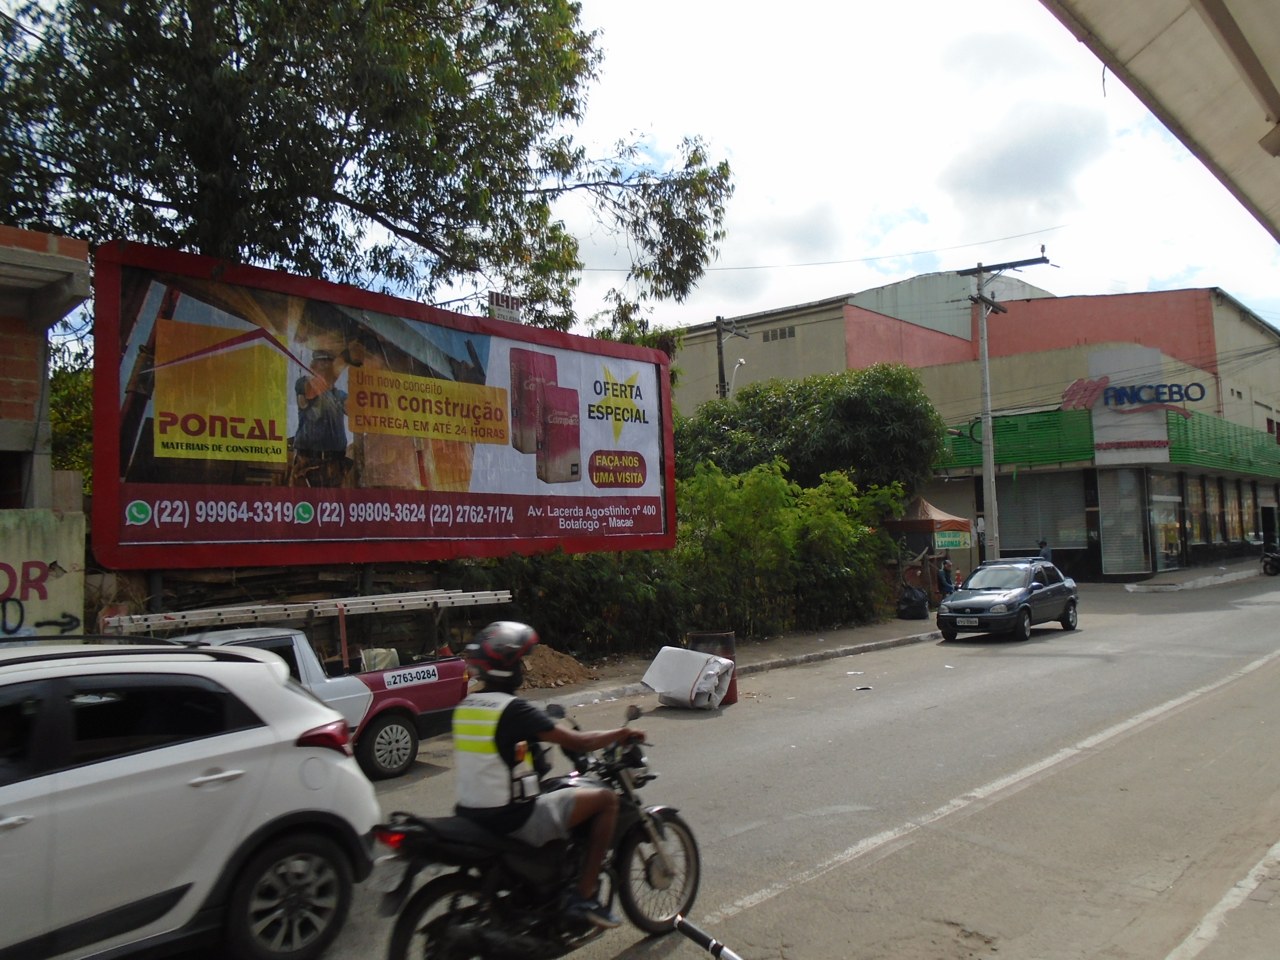 PONTAL
MATERIAIS DE CONSTRUÇÃO
Um novo conceito
em construção
ENTREGA EM ATÉ 24 HORAS
OFERTA
ESPECIAL
FAÇA-NOS
UMA VISITA
(22) 99964-3319 (22) 99809-3624 (22) 2762-7174
Av. Lacerda Agostinho nº 400
Botafogo - Macaé
ANCEBO
OR
D
2763-0284